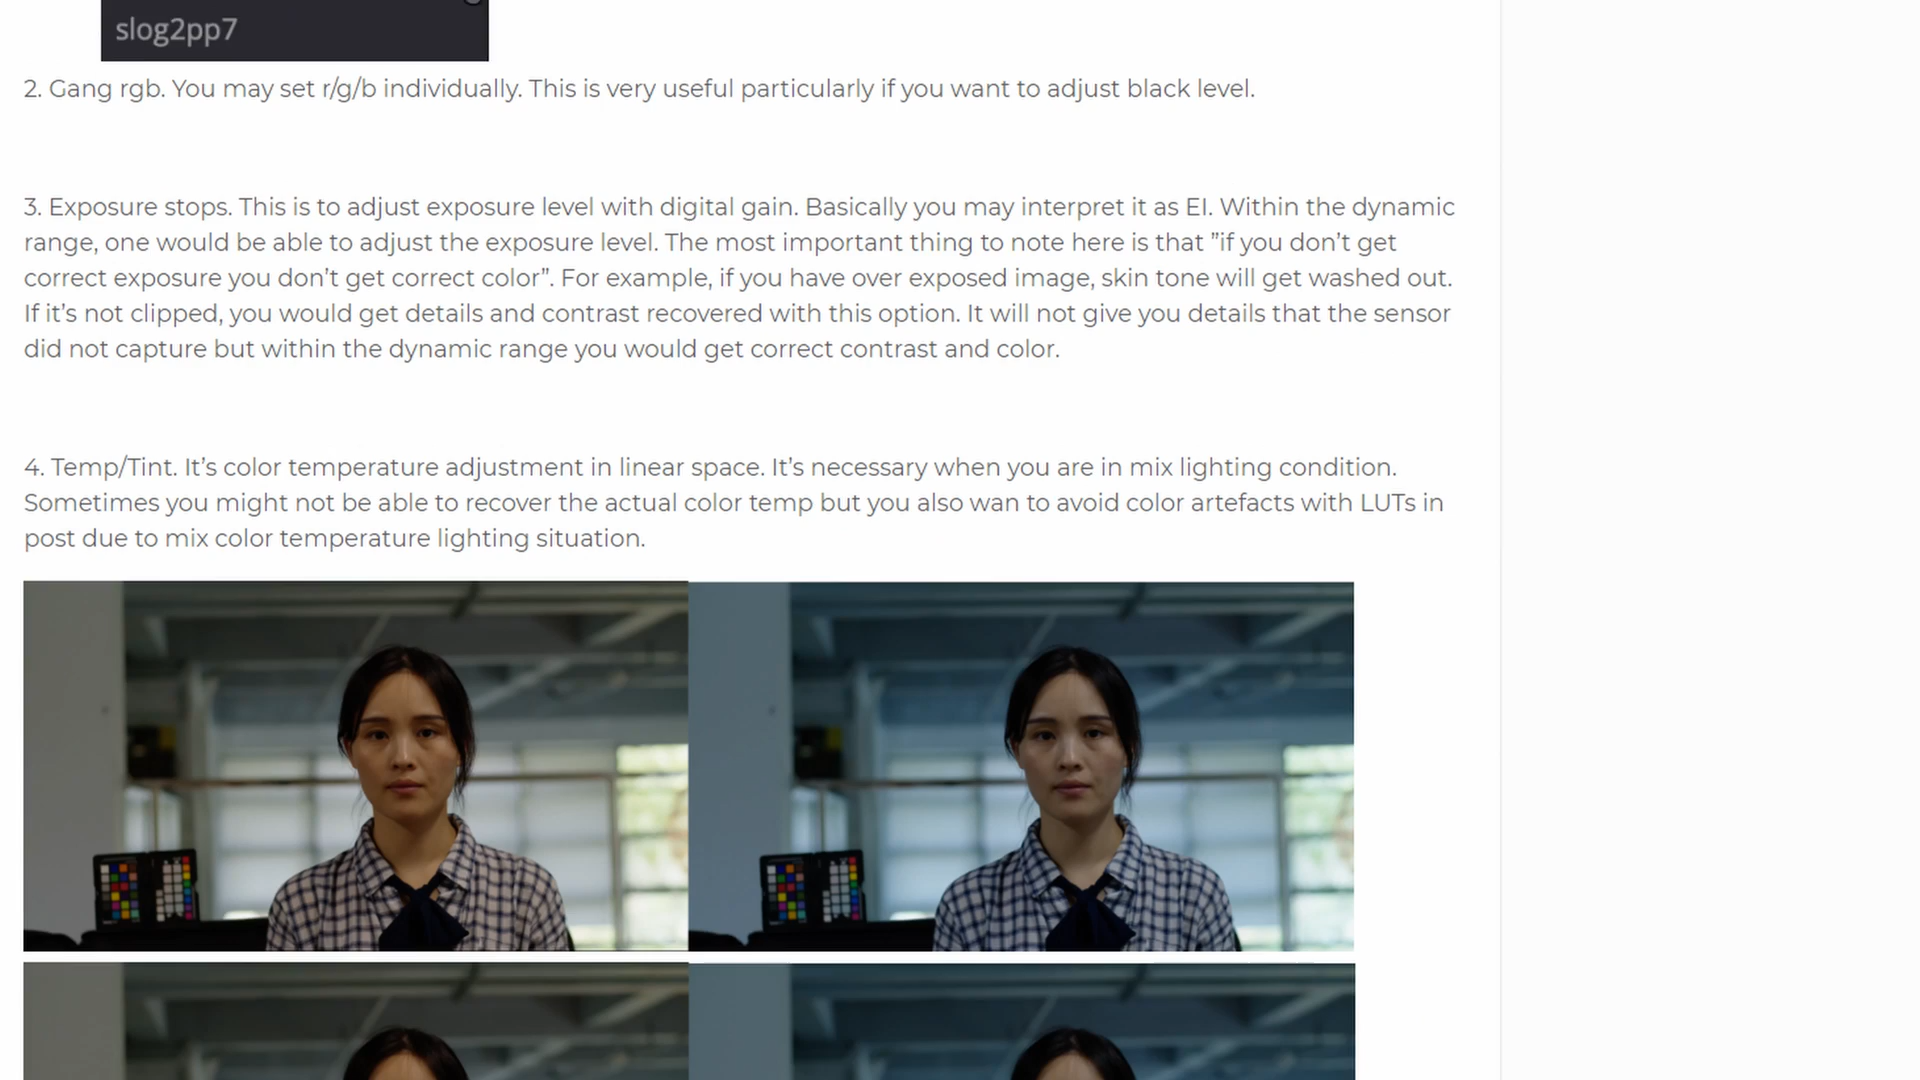 slog2pp7
2. Gang rgb. You may set r/g/b individually. This is very useful particularly if you want to adjust black level.
3. Exposure stops. This is to adjust exposure level with digital gain. Basically you may interpret it as EI. Within the dynamic
range, one would be able to adjust the exposure level. The most important thing to note here is that ”if you don’t get
correct exposure you don’t get correct color”. For example, if you have over exposed image, skin tone will get washed out.
If it’s not clipped, you would get details and contrast recovered with this option. It will not give you details that the sensor
did not capture but within the dynamic range you would get correct contrast and color.
4. Temp/Tint. It’s color temperature adjustment in linear space. It’s necessary when you are in mix lighting condition.
Sometimes you might not be able to recover the actual color temp but you also wan to avoid color artefacts with LUTs in
post due to mix color temperature lighting situation.